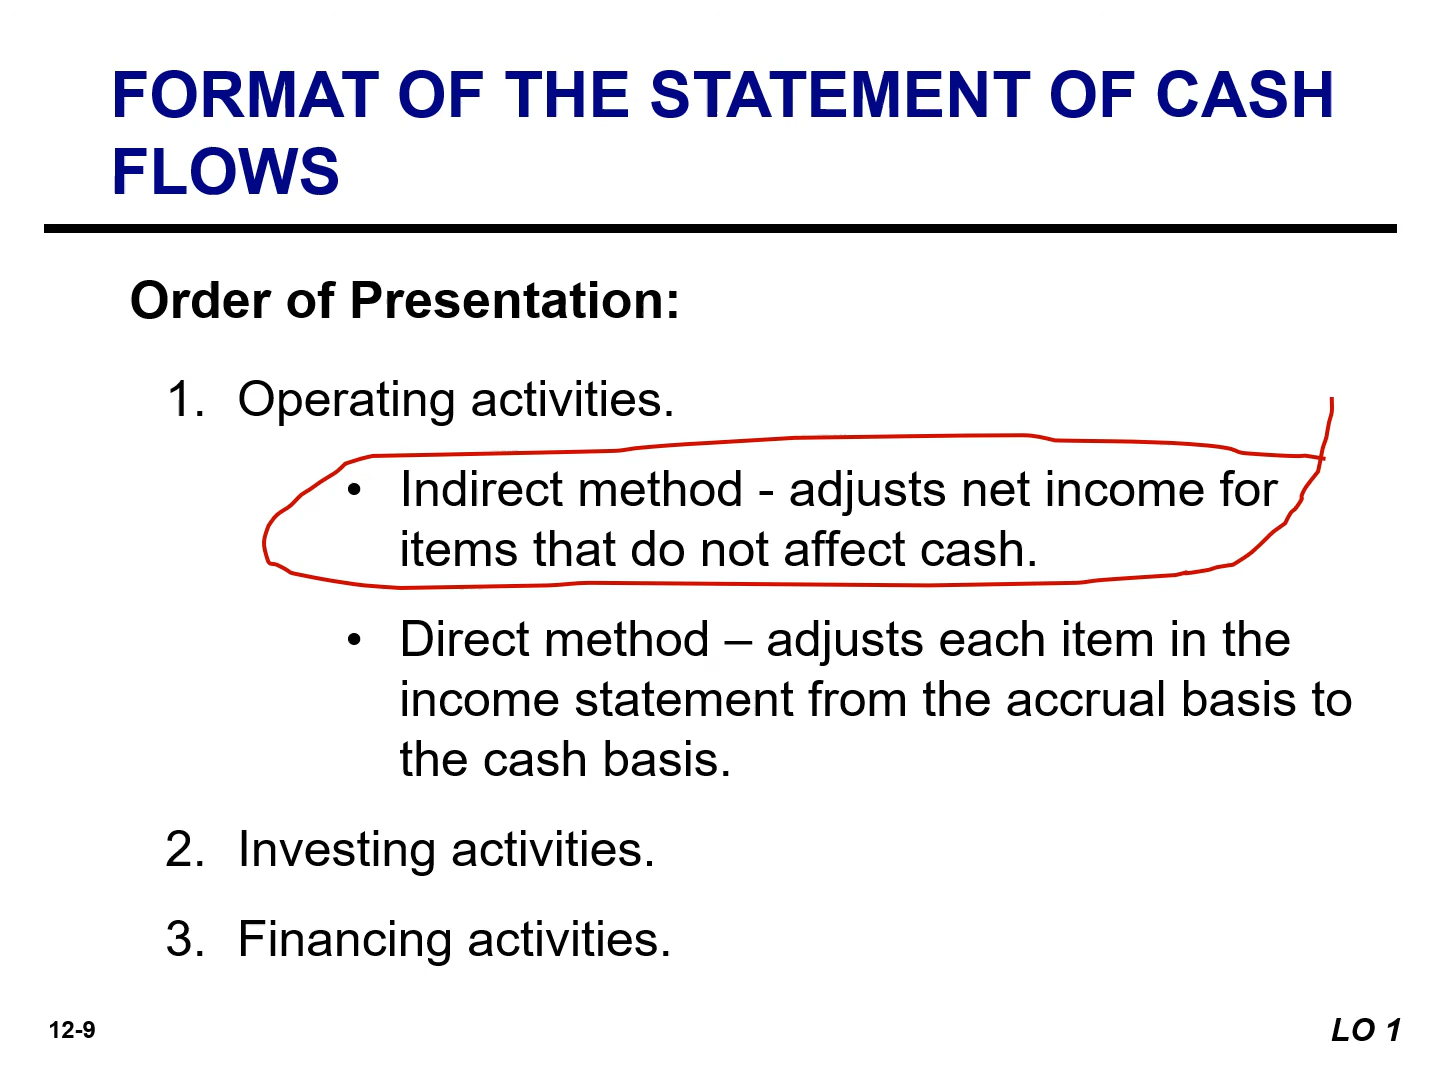 FORMAT OF THE STATEMENT OF CASH
FLOWS
Order of Presentation:
1. Operating activities.
• Indirect method - adjusts net income for
items that do not affect cash.
• Direct method – adjusts each item in the
income statement from the accrual basis to
the cash basis.
2. Investing activities.
3. Financing activities.
12-9
LO 1